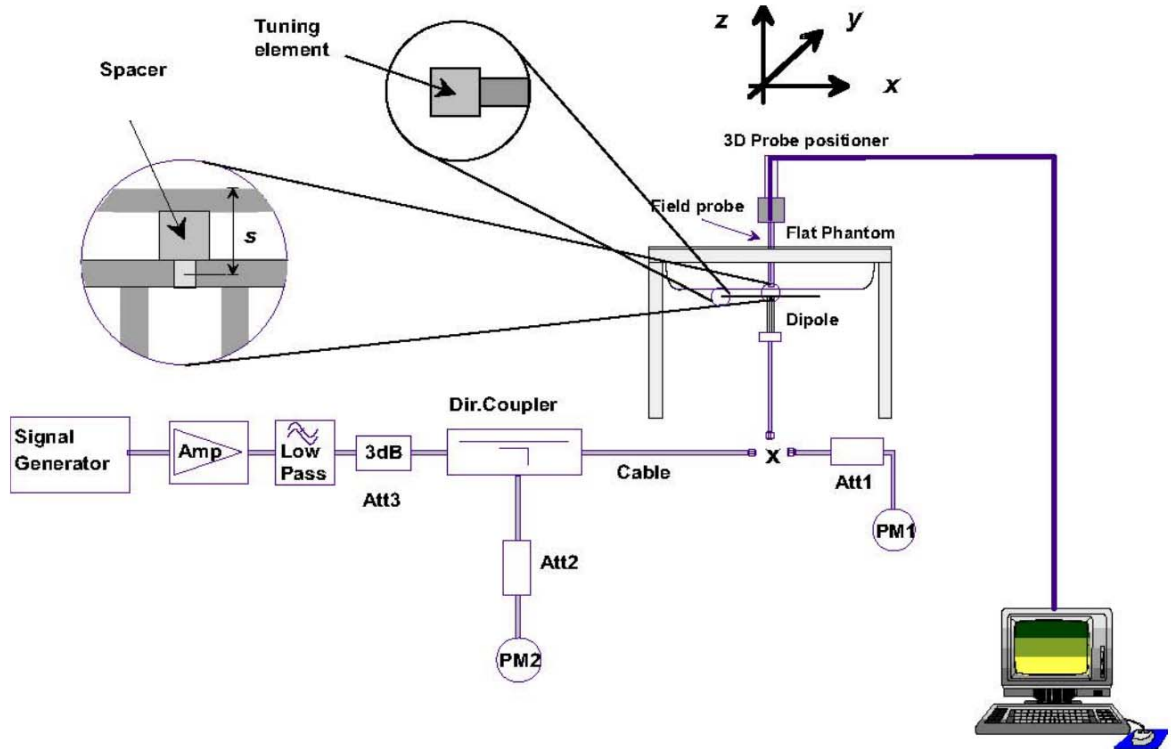 Tuning
element
Spacer
z
y
x
3D Probe positioner
Field probe
Flat Phantom
s
Dipole
Dir.Coupler
Signal
Generator
Amp
Low
Pass
3dB
Att3
Cable
x
Att1
PM1
Att2
PM2